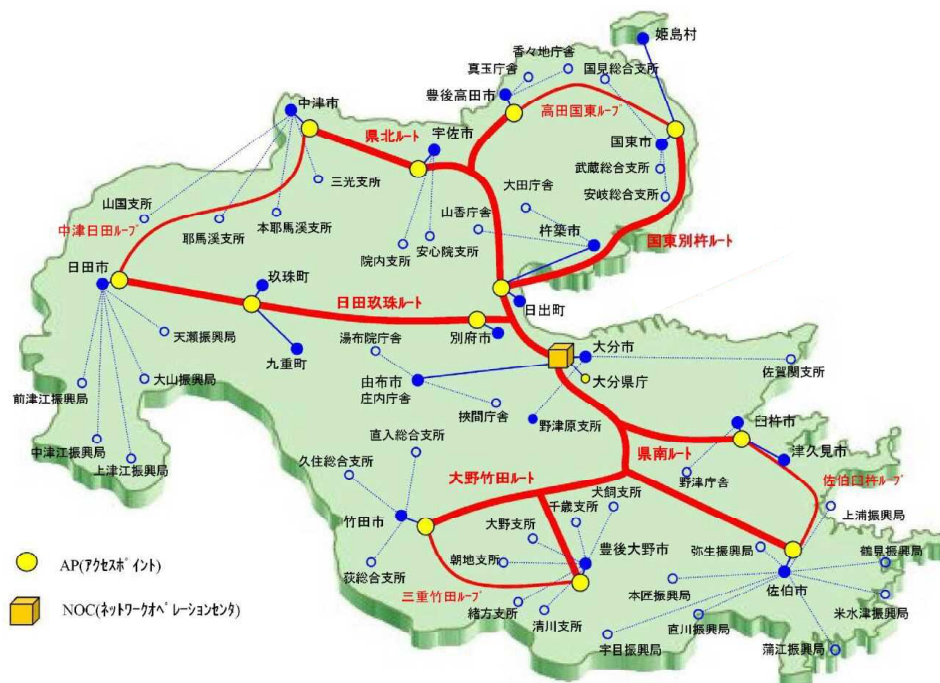 姫島村
香々地庁舎
真玉庁舎
国見総合支所
豊後高田市
中津市
高田国東ループ
県北ルート
宇佐市
国東市
武蔵総合支所
三光支所
大田庁舎
安岐総合支所
山国支所
山香庁舎
中津日田ループ
耶馬溪支所
本耶馬溪支所
安心院支所
院内支所
杵築市
国東別杵ルート
日田市
玖珠町
日田玖珠ルート
日出町
天瀬振興局
湯布院庁舎
別府市
九重町
大分市
佐賀関支所
大分県庁
由布市
庄内庁舎
前津江振興局
大山振興局
挾間庁舎
野津原支所
臼杵市
中津江振興局
上津江振興局
直入総合支所
県南ルート
津久見市
久住総合支所
大野竹田ルート
野津庁舎
佐伯臼杵ループ
犬飼支所
千歳支所
上浦振興局
竹田市
大野支所
豊後大野市
弥生振興局
鶴見振興局
AP(アクセスポイント)
朝地支所
荻総合支所
佐伯市
三重竹田ループ
本匠振興局
緒方支所
米水津振興局
NOC(ネットワークオペレーションセンタ)
清川支所
直川振興局
宇目振興局
蒲江振興局